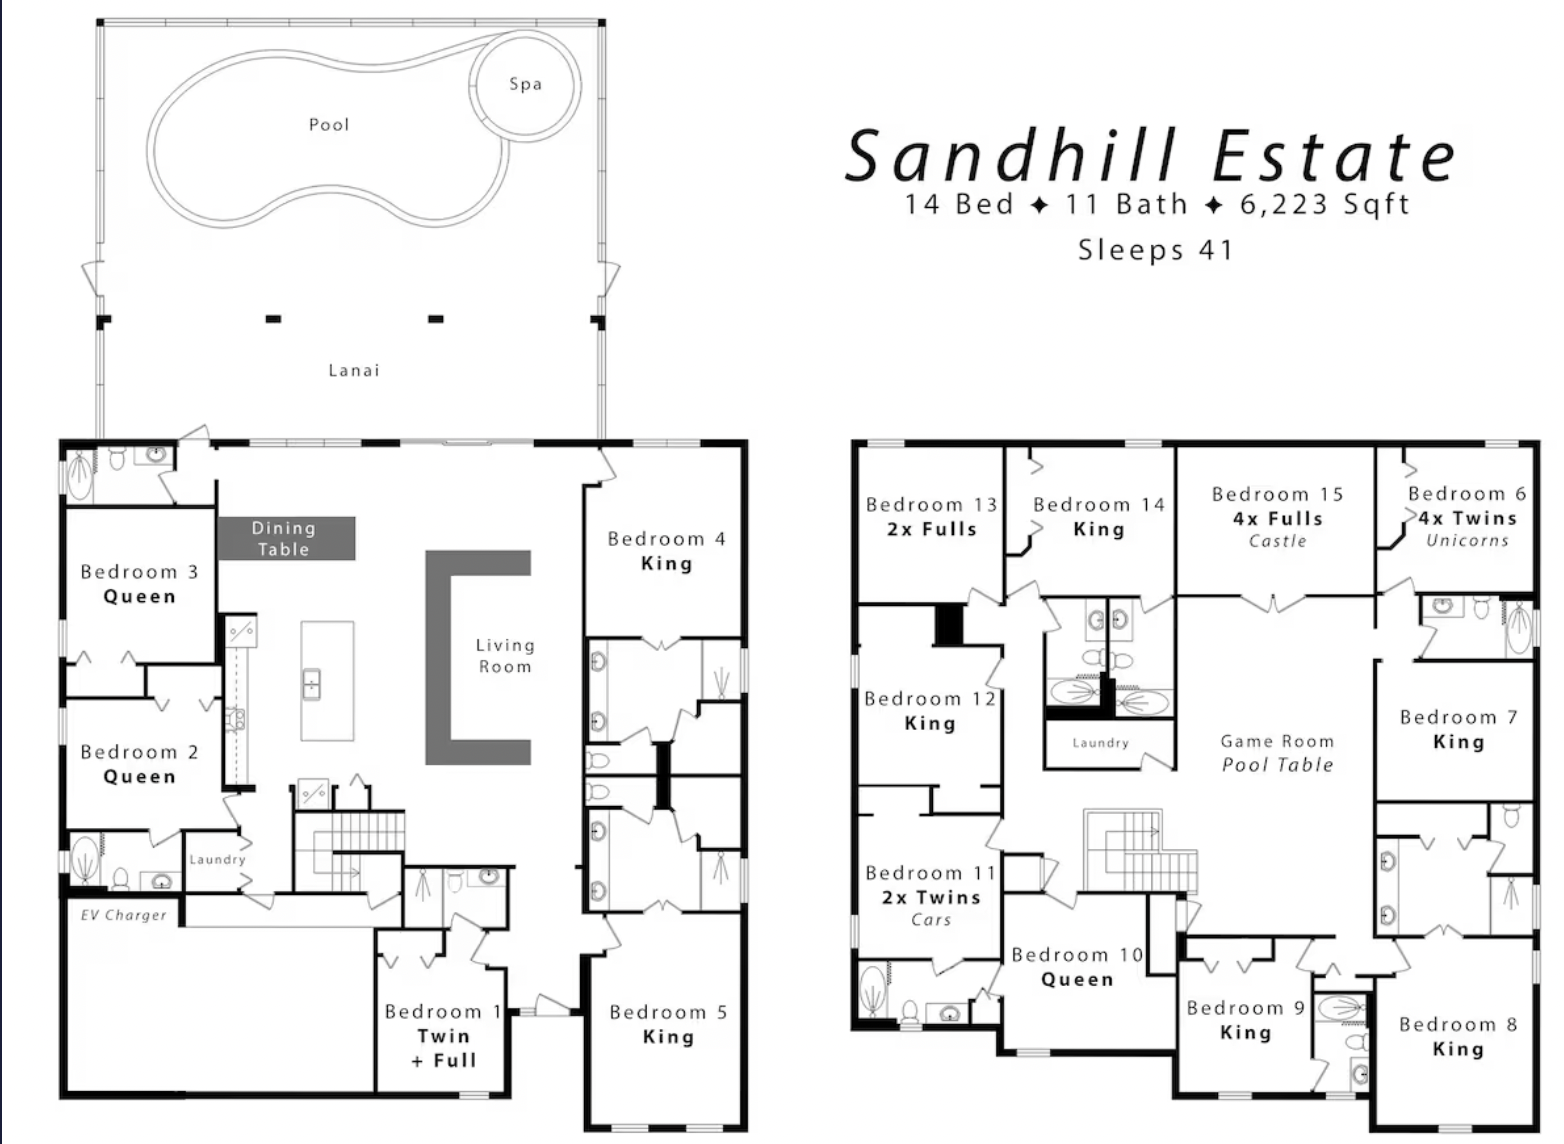 Sandhill Estate
14 Bed ✦ 11 Bath ✦ 6,223 Sqft
Sleeps 41
Spa
Pool
Lanai
Dining
Table
Bedroom 3
Queen
Bedroom 4
King
Living
Room
Bedroom 2
Queen
Laundry
EV Charger
Bedroom 1
Twin
+ Full
Bedroom 5
King
Bedroom 13
2x Fulls
Bedroom 14
King
Bedroom 15
4x Fulls
Castle
Bedroom 6
4x Twins
Unicorns
Bedroom 12
King
Laundry
Game Room
Pool Table
Bedroom 7
King
Bedroom 11
2x Twins
Cars
Bedroom 10
Queen
Bedroom 9
King
Bedroom 8
King